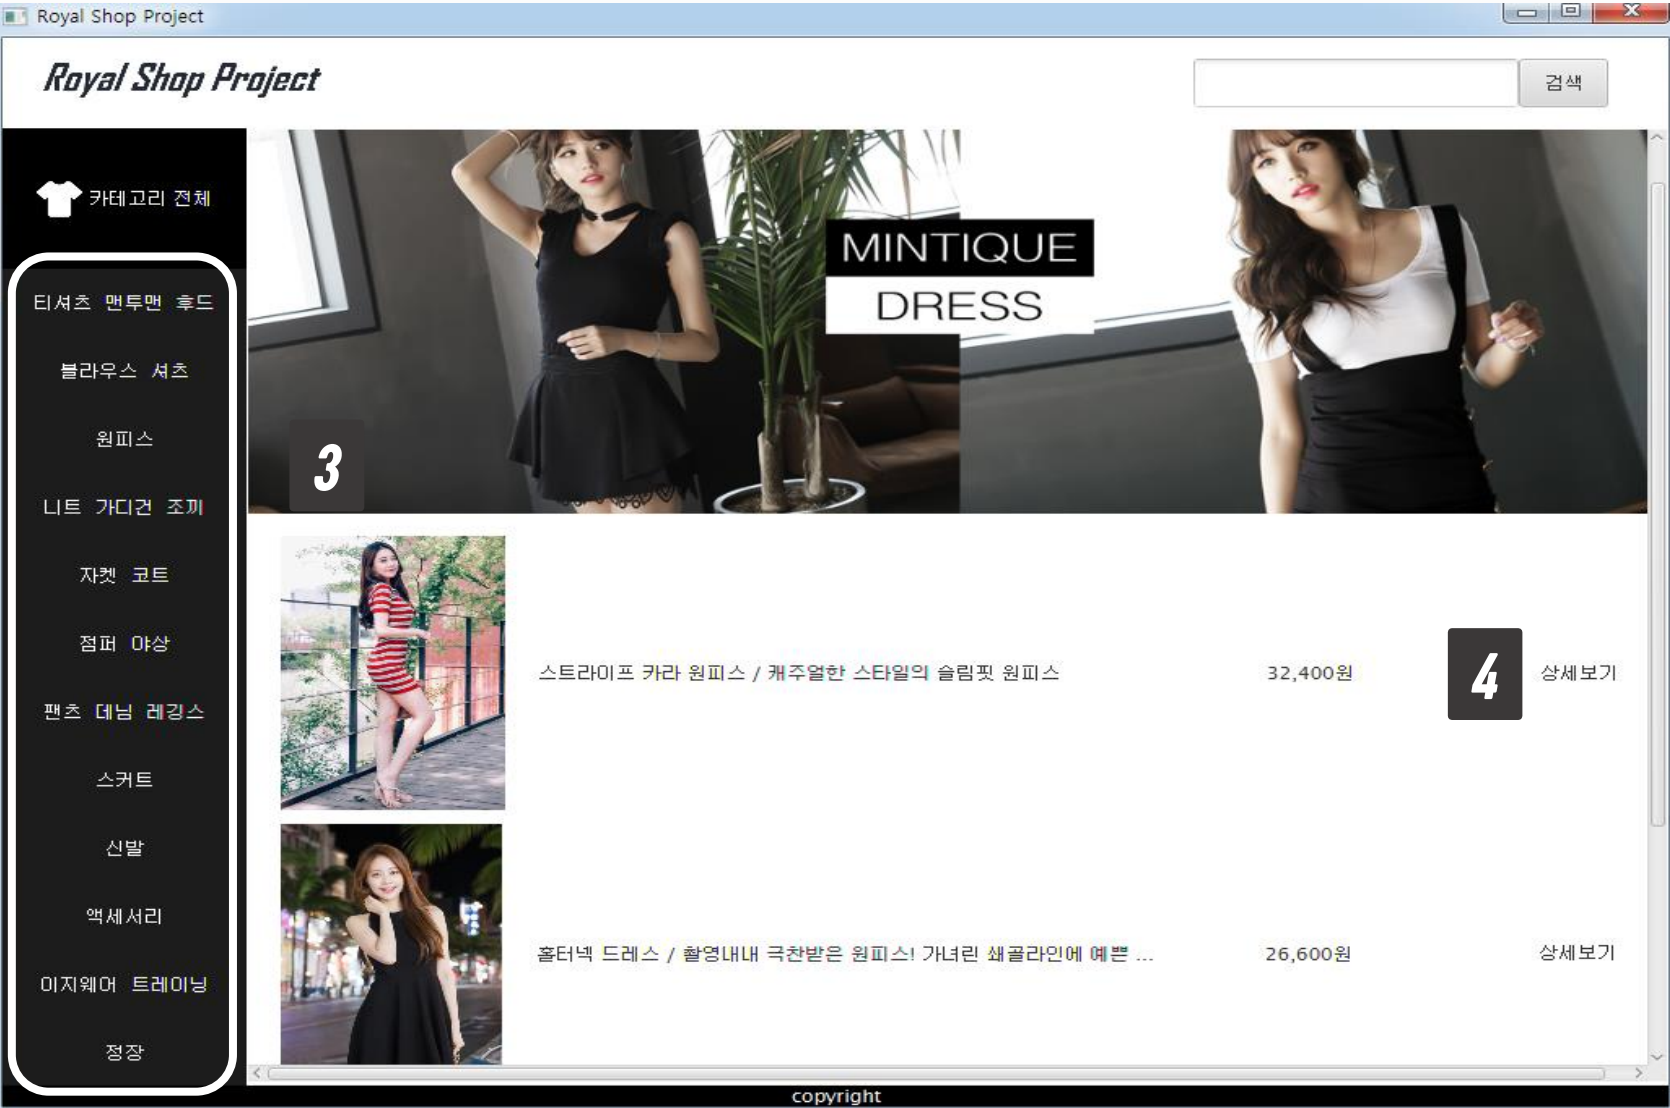 Royal Shop Project
Royal Shop Project
검색
카테고리 전체
티셔츠 맨투맨 후드
블라우스 셔츠
원피스
니트 가디건 조끼
자켓 코트
점퍼 야상
팬츠 데님 레깅스
스커트
신발
액세서리
이지웨어 트레이닝
정장
MINTIQUE
DRESS
3
스트라이프 카라 원피스 / 캐주얼한 스타일의 슬림핏 원피스 32,400원 4 상세보기
홀터넥 드레스 / 촬영내내 극찬받은 원피스! 가녀린 쇄골라인에 예쁜 ... 26,600원 상세보기
copyright